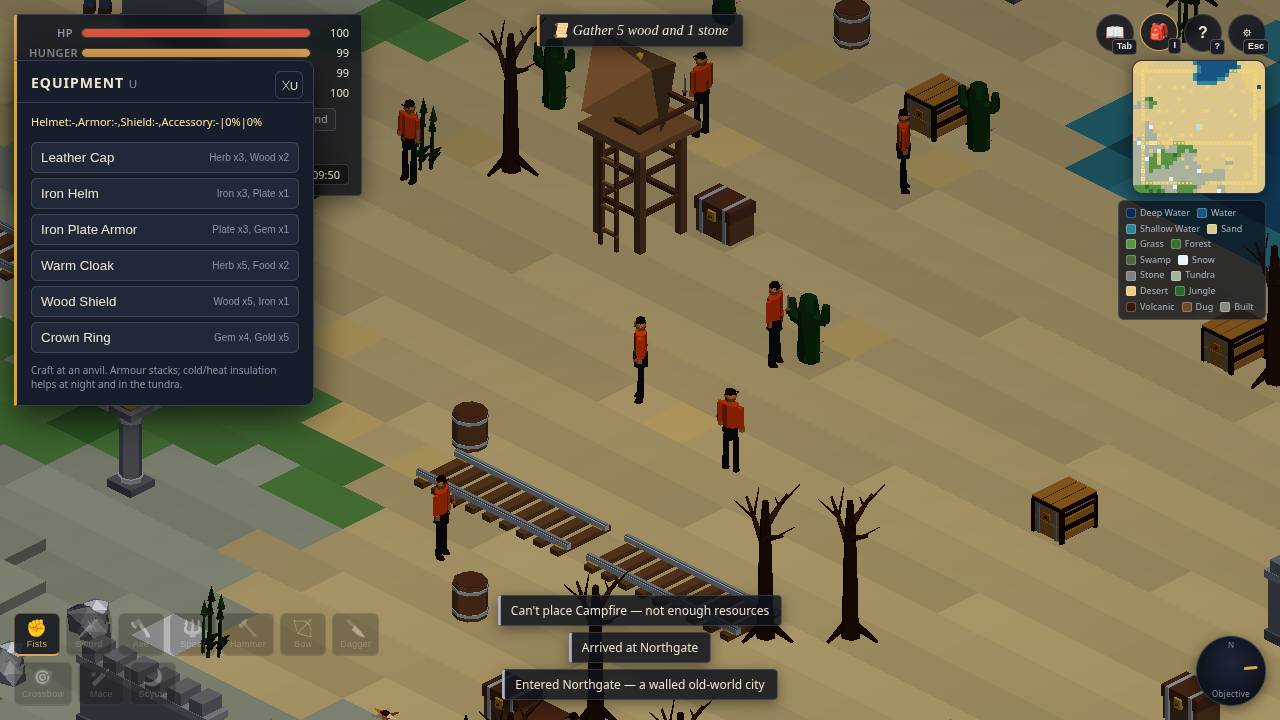 HP 100
HUNGER 99
99
100
nd
09:50
EQUIPMENT U
XU
Helmet:-,Armor:-,Shield:-,Accessory:-|0%|0%
Leather Cap Herb x3, Wood x2
Iron Helm Iron x3, Plate x1
Iron Plate Armor Plate x3, Gem x1
Warm Cloak Herb x5, Food x2
Wood Shield Wood x5, Iron x1
Crown Ring Gem x4, Gold x5
Craft at an anvil. Armour stacks; cold/heat insulation
helps at night and in the tundra.
Gather 5 wood and 1 stone
Tab I ? ? Esc
Deep Water Water
Shallow Water Sand
Grass Forest
Swamp Snow
Stone Tundra
Desert Jungle
Volcanic Dug Built
Can't place Campfire — not enough resources
Arrived at Northgate
Entered Northgate — a walled old-world city
Fists Sword Axe Hammer Bow Dagger
Crossbow Mace Scythe
N
Objective